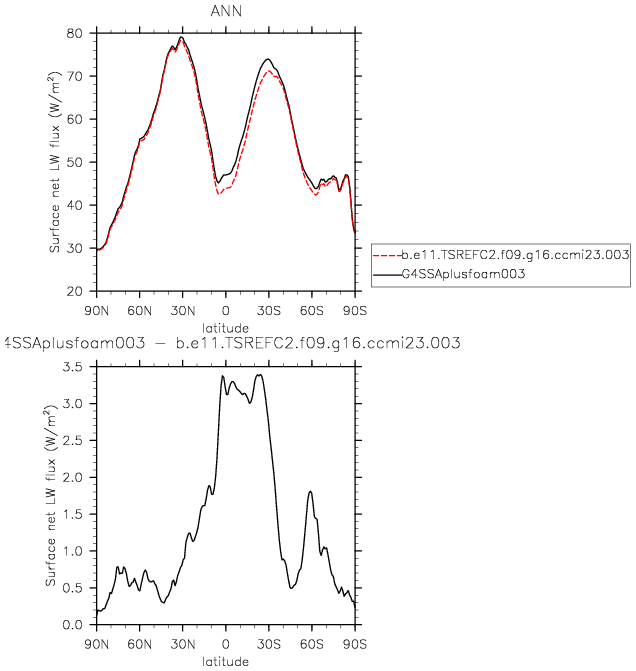 ANN
80
70
60
50
40
30
20
Surface net LW flux (W/m²)
90N 60N 30N 0 30S 60S 90S
latitude
b.e11.TSREFC2.f09.g16.ccmi23.003
G4SSAplusfoam003
4SSAplusfoam003 − b.e11.TSREFC2.f09.g16.ccmi23.003
3.5
3.0
2.5
2.0
1.5
1.0
0.5
0.0
Surface net LW flux (W/m²)
90N 60N 30N 0 30S 60S 90S
latitude